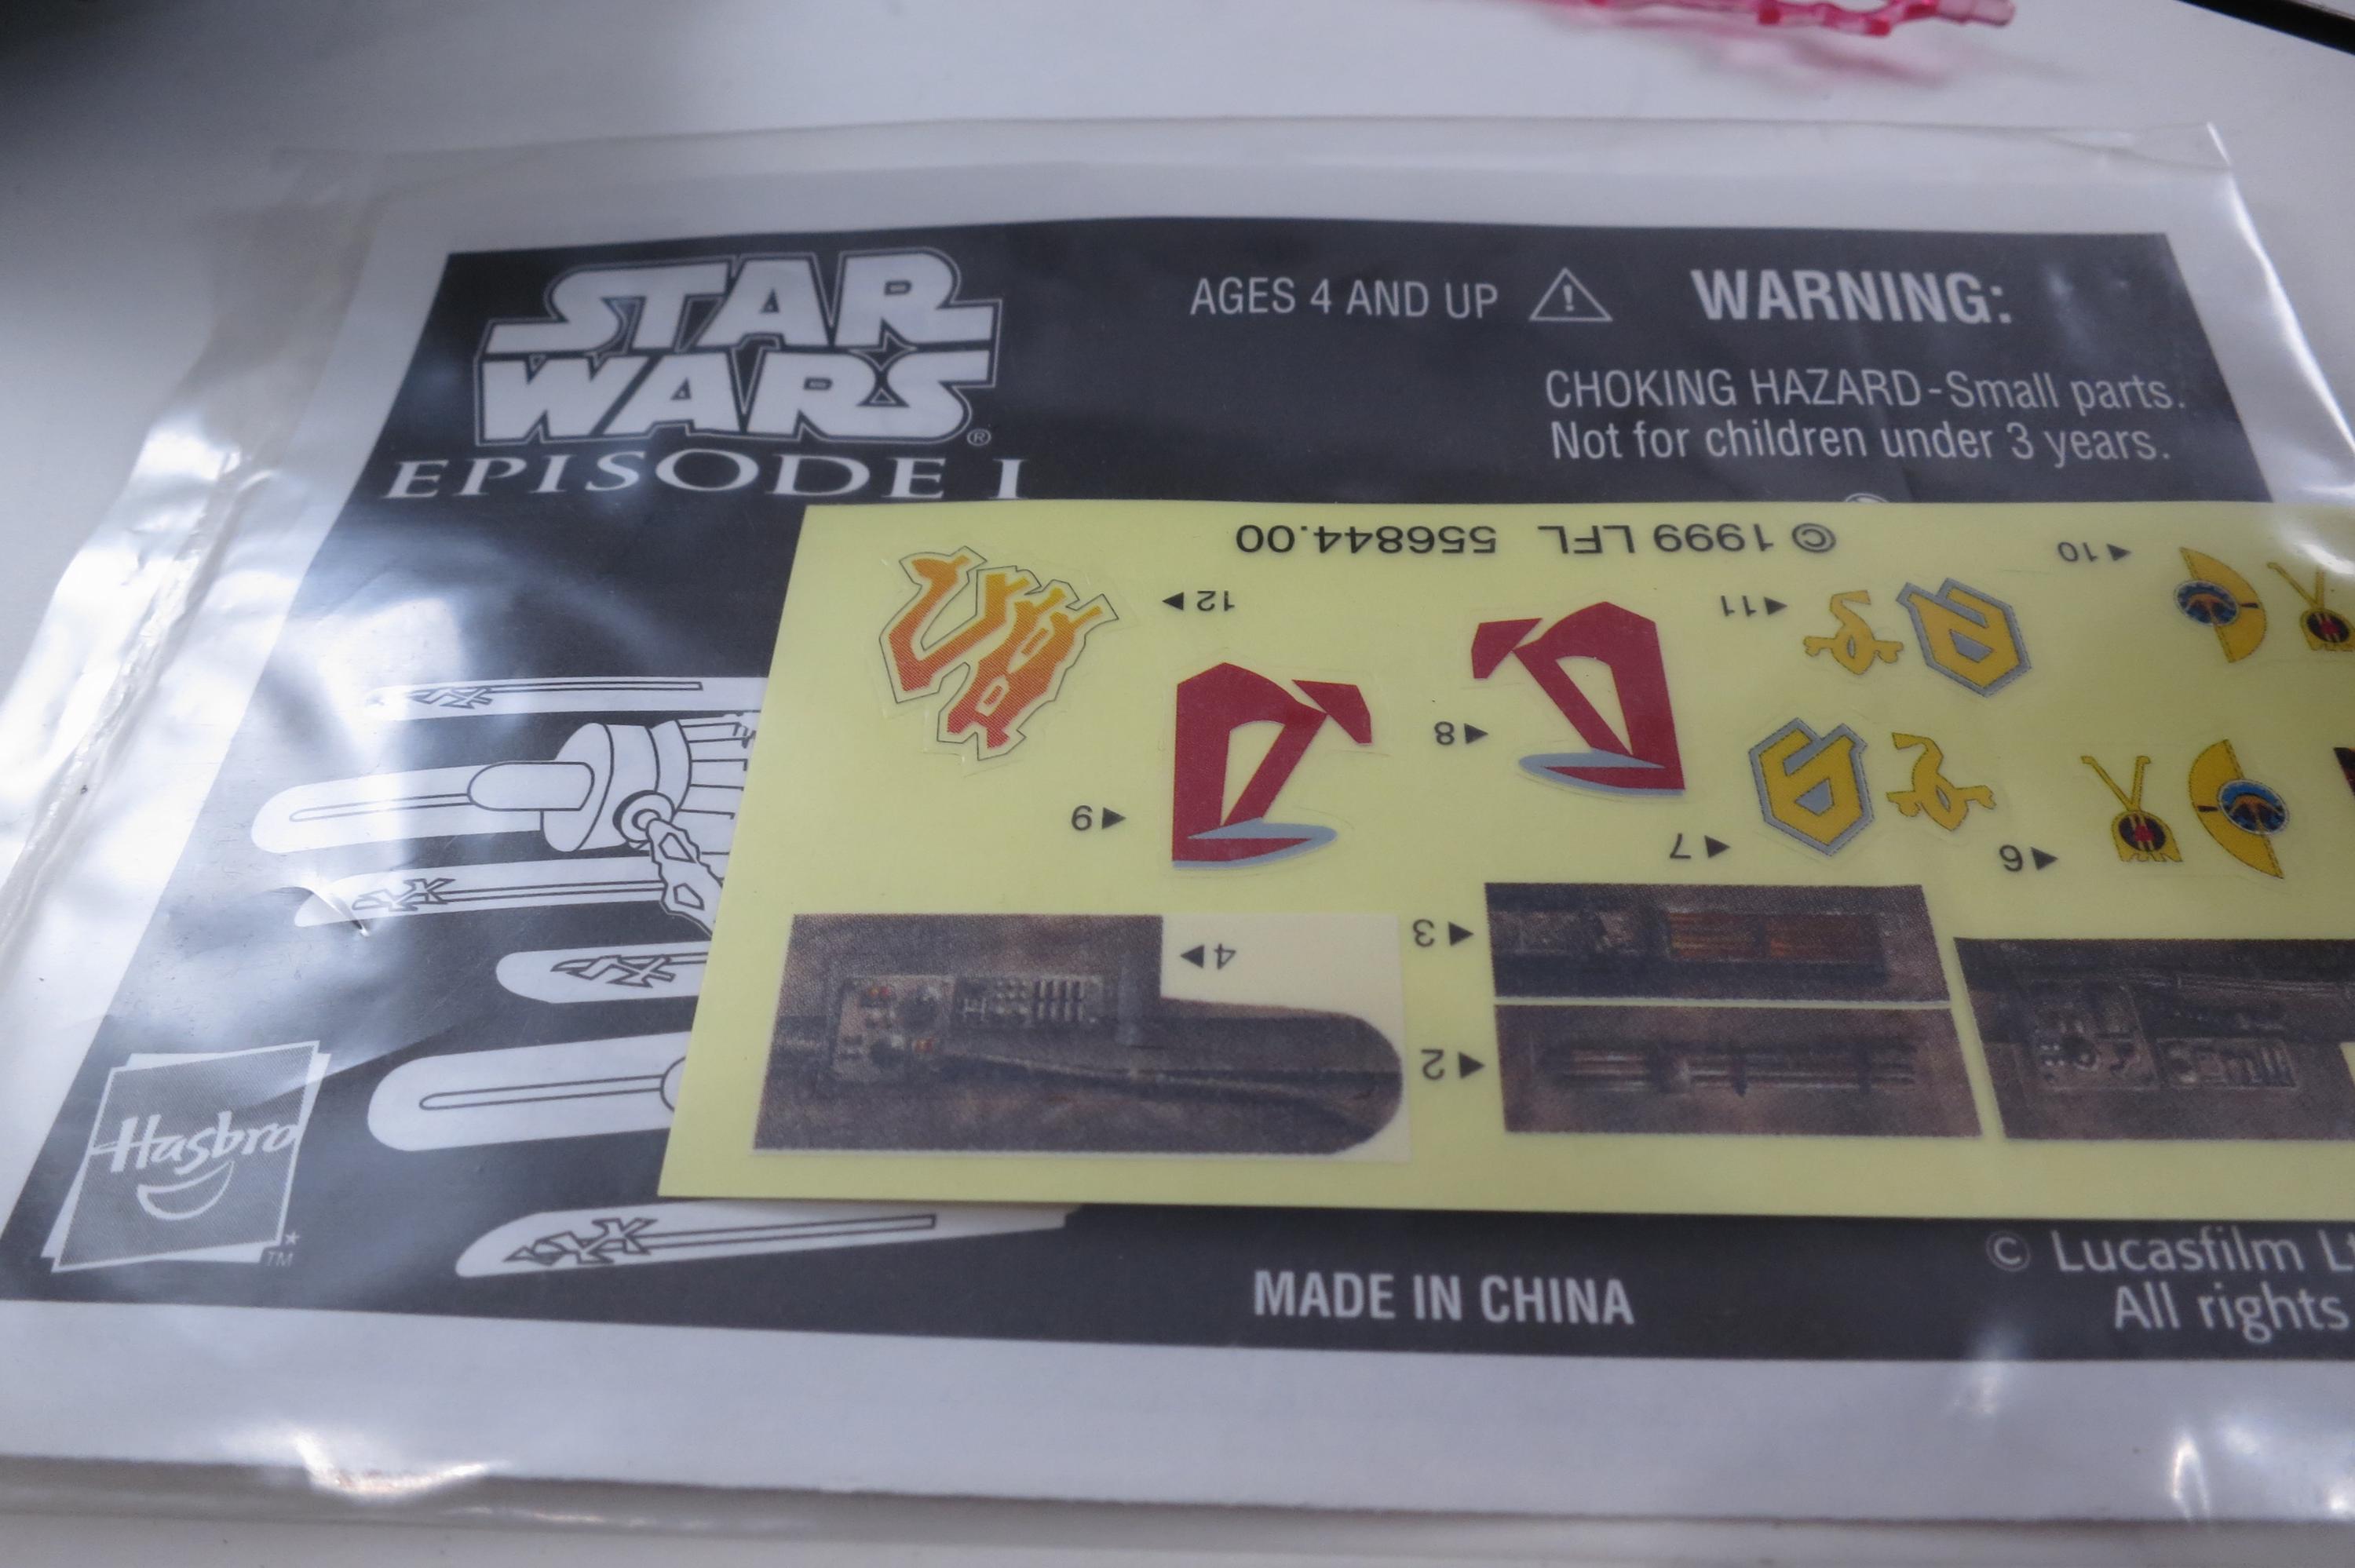 STAR
WARS®
EPISODE I
AGES 4 AND UP
WARNING:
CHOKING HAZARD-Small parts.
Not for children under 3 years.
© 1999 LFL 556844.00
10
11
12
8
9
7
6
4
3
2
Hasbro
TM
MADE IN CHINA
© Lucasfilm
All rights